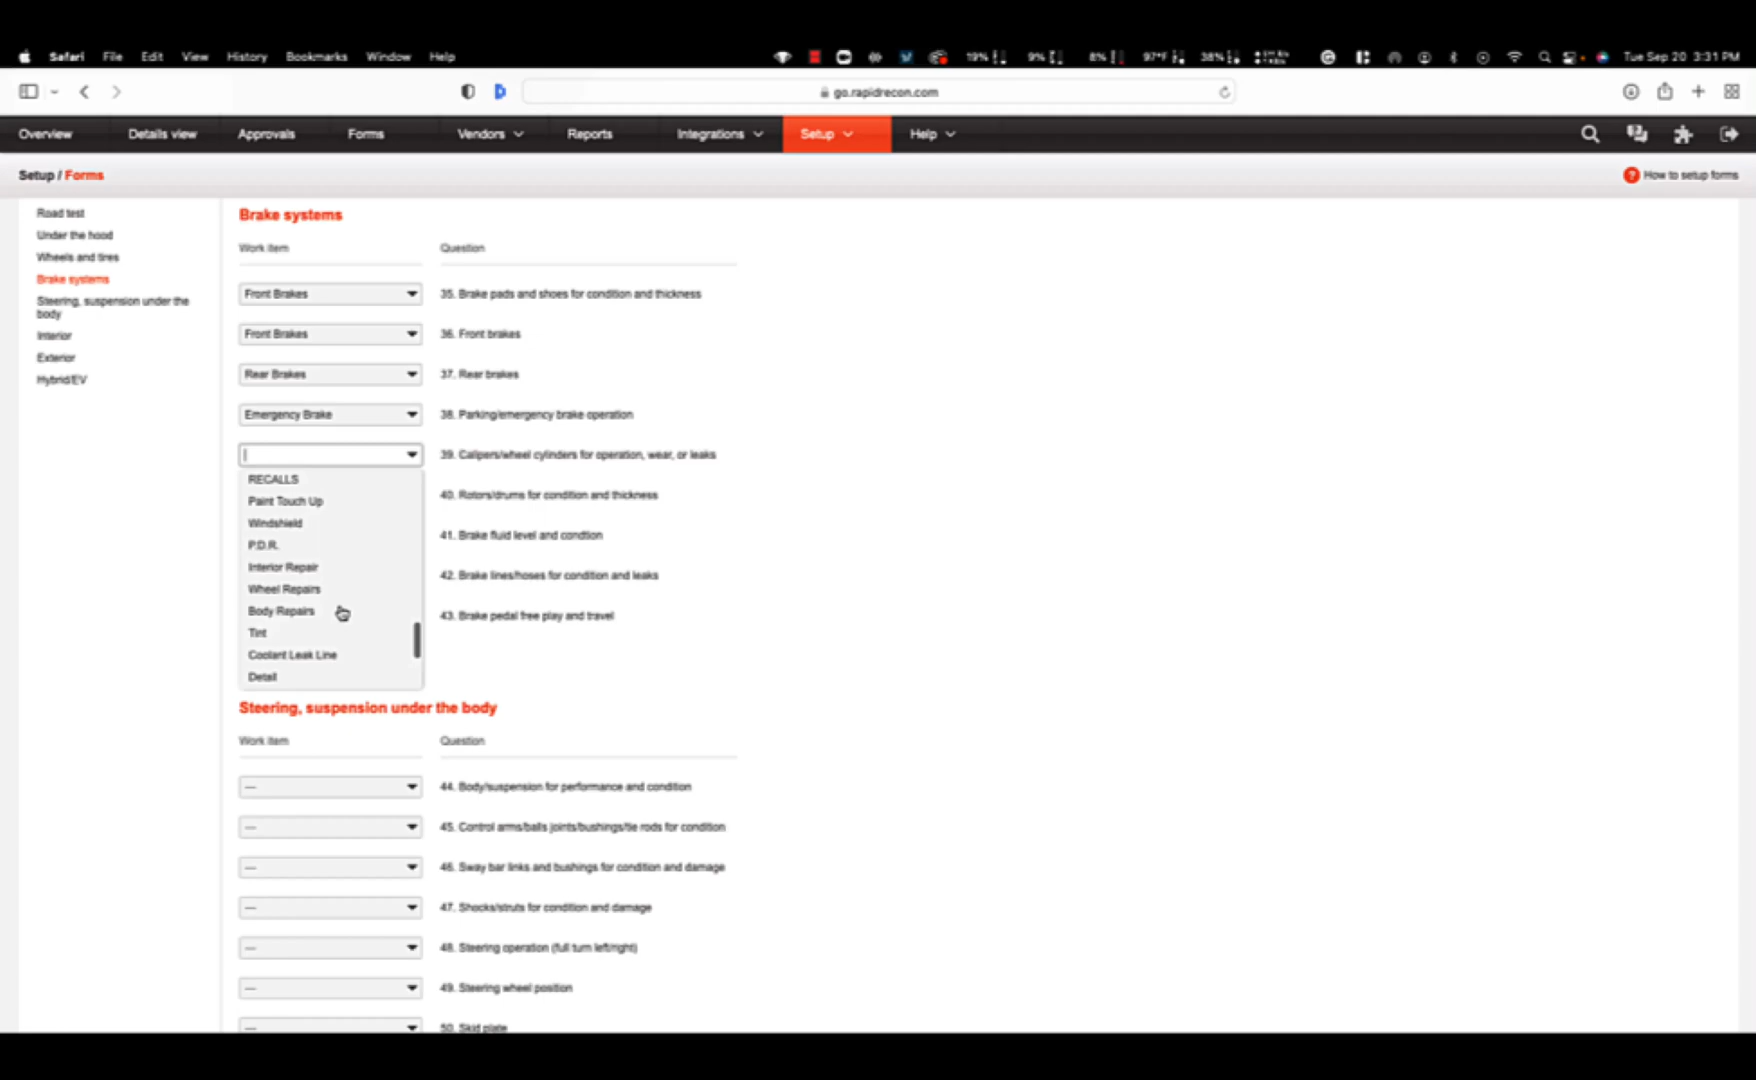 Safari File Edit View History Bookmarks Window Help 19% 9% 8% 97°F 38% Tue Sep 20 3:31 PM
go.rapidrecon.com
Overview Details view Approvals Forms Vendors Reports Integrations Setup Help
Setup / Forms
? How to setup forms
Road test
Under the hood
Wheels and tires
Brake systems
Steering, suspension under the
body
Interior
Exterior
Hybrid/EV
Brake systems
Work item Question
Front Brakes 35. Brake pads and shoes for condition and thickness
Front Brakes 36. Front brakes
Rear Brakes 37. Rear brakes
Emergency Brake 38. Parking/emergency brake operation
39. Calipers/wheel cylinders for operation, wear, or leaks
RECALLS
Paint Touch Up
Windshield
P.D.R.
Interior Repair
Wheel Repairs
Body Repairs
Tint
Coolant Leak Line
Detail
40. Rotors/drums for condition and thickness
41. Brake fluid level and condtion
42. Brake lines/hoses for condition and leaks
43. Brake pedal free play and travel
Steering, suspension under the body
Work item Question
— 44. Body/suspension for performance and condition
— 45. Control arms/balls joints/bushings/tie rods for condition
— 46. Sway bar links and bushings for condition and damage
— 47. Shocks/struts for condition and damage
— 48. Steering operation (full turn left/right)
— 49. Steering wheel position
— 50. Skid plate